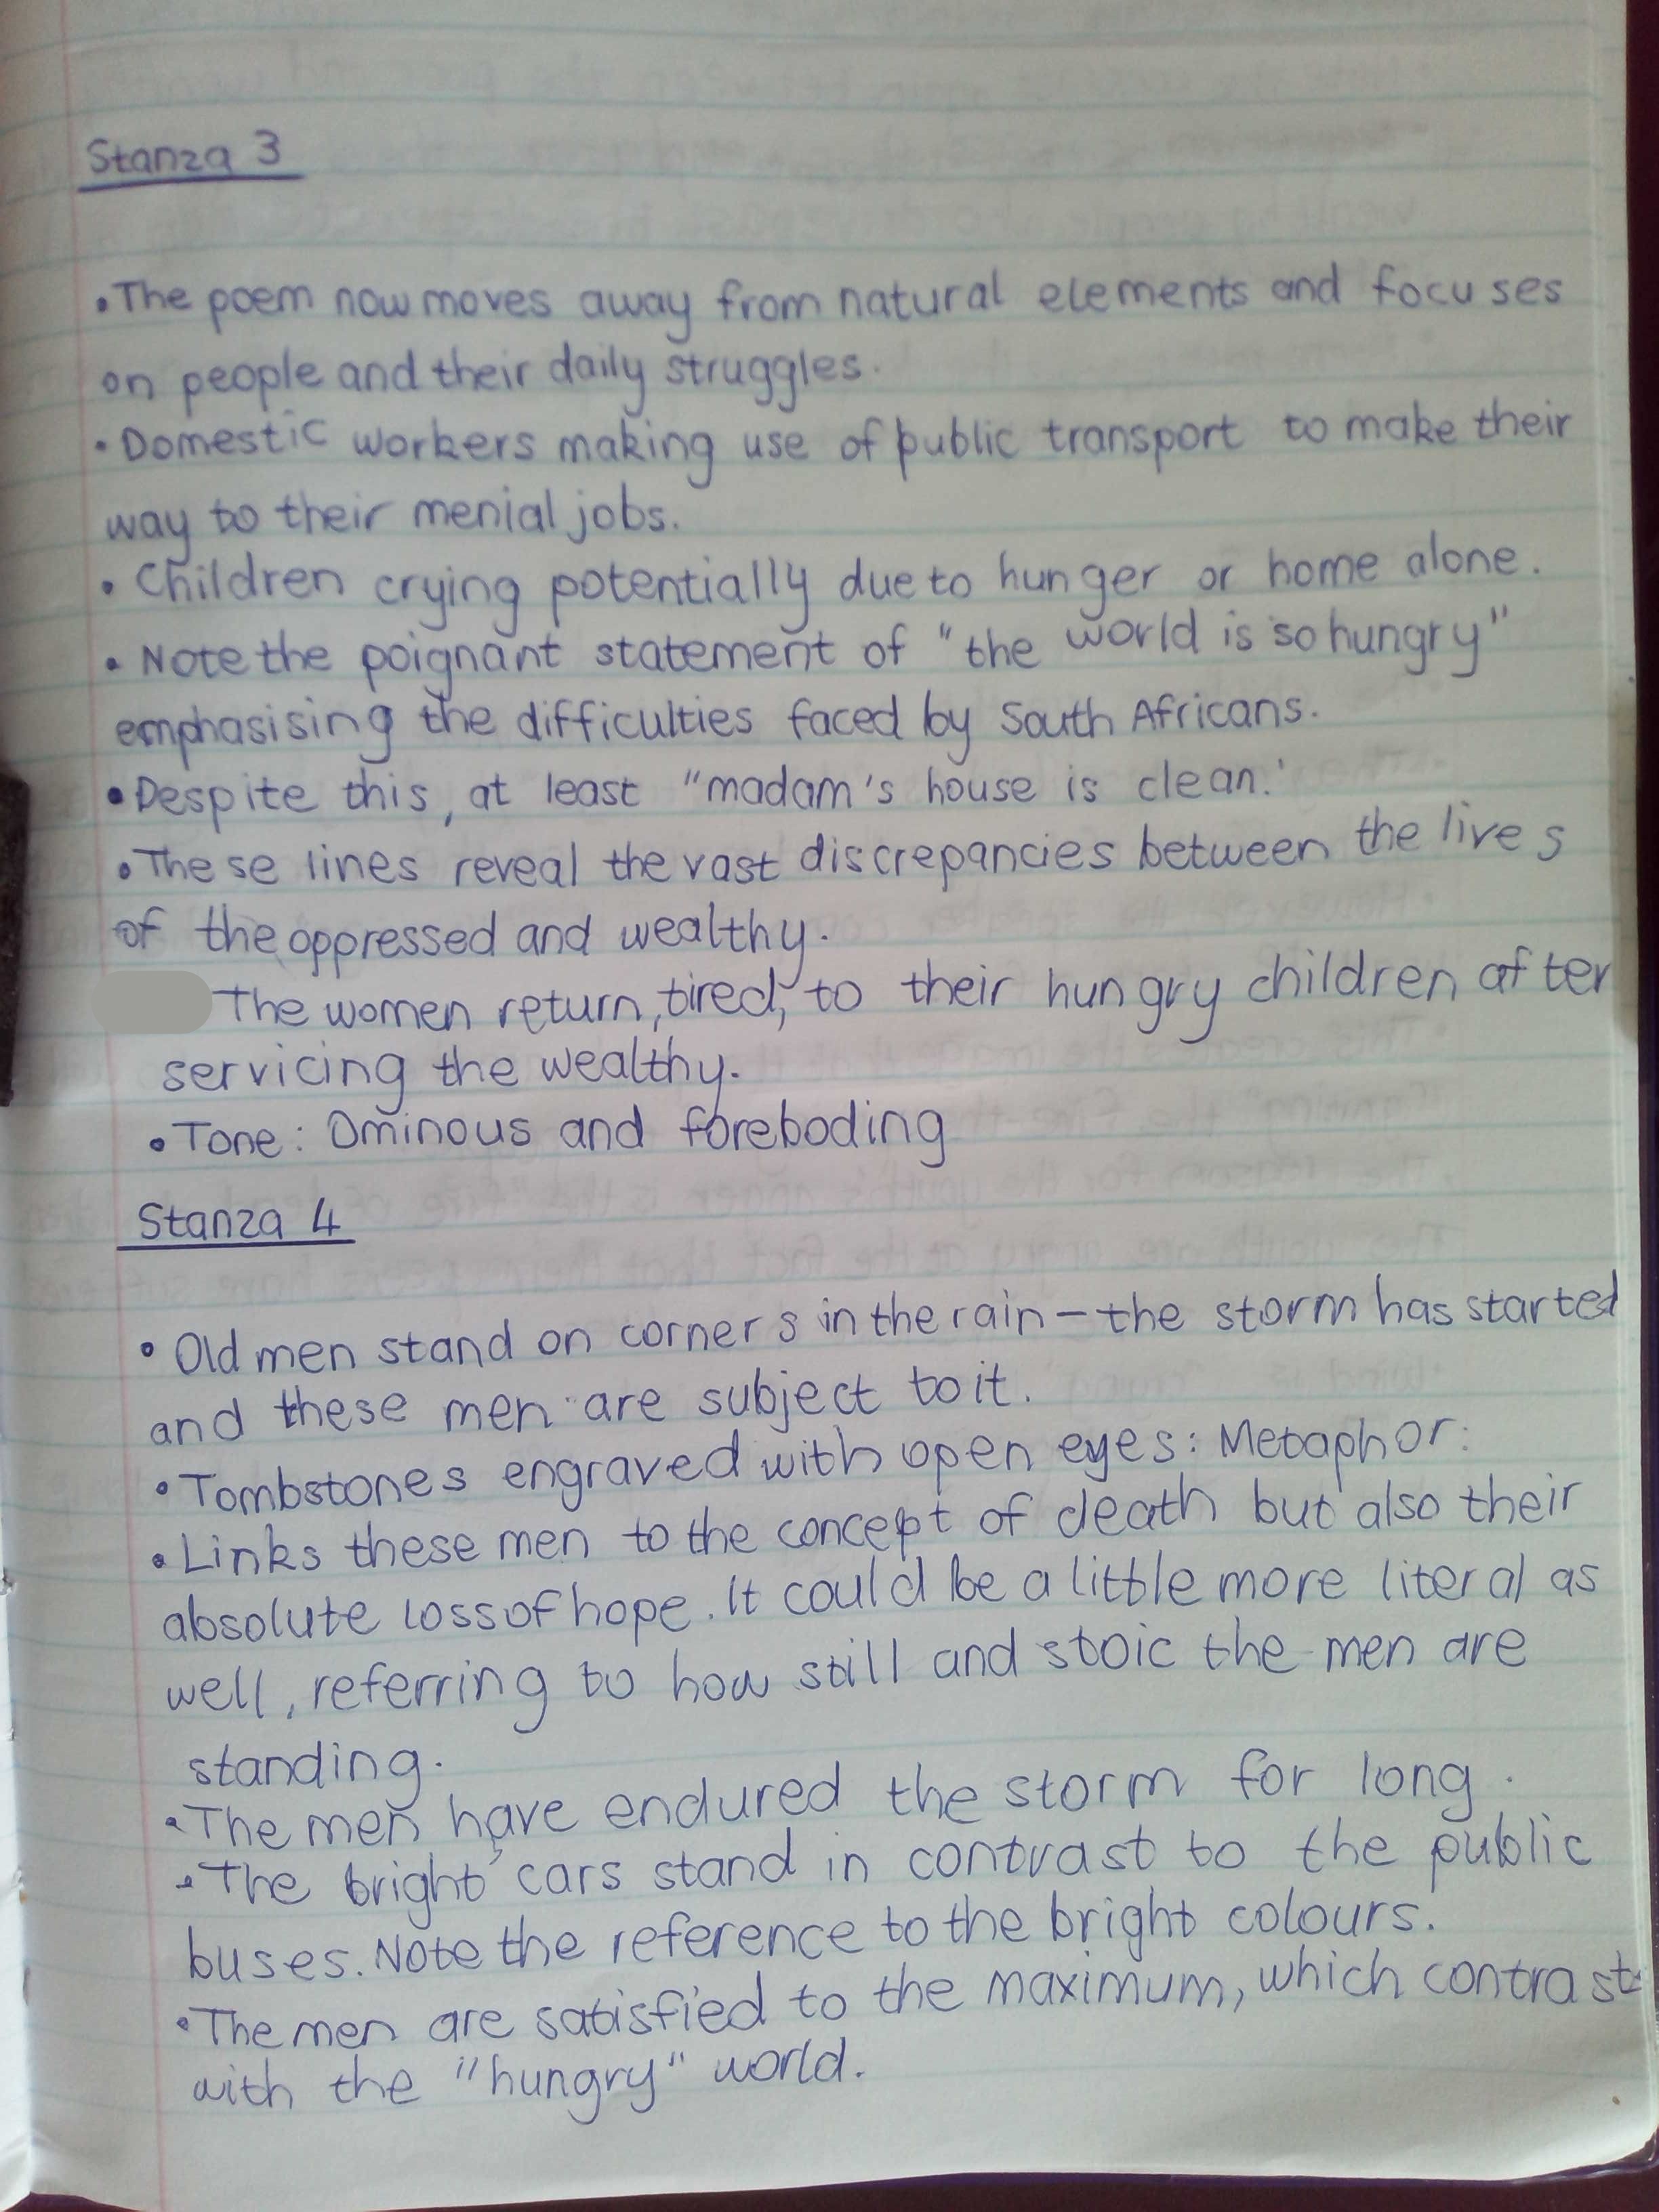 Stanza 3
• The poem now moves away from natural elements and focuses
on people and their daily struggles.
• Domestic workers making use of public transport to make their
way to their menial jobs.
• Children crying potentially due to hunger or home alone.
• Note the poignant statement of "the world is so hungry"
emphasising the difficulties faced by South Africans.
• Despite this, at least "madam's house is clean.'
• These lines reveal the vast discrepancies between the lives
of the oppressed and wealthy.
The women return, tired, to their hungry children after
servicing the wealthy.
• Tone: Ominous and foreboding
Stanza 4
• Old men stand on corners in the rain – the storm has started
and these men are subject to it.
• Tombstones engraved with open eyes: Metaphor:
• Links these men to the concept of death but also their
absolute loss of hope. It could be a little more literal as
well, referring to how still and stoic the men are
standing.
• The men have endured the storm for long.
• The bright cars stand in contrast to the public
buses. Note the reference to the bright colours.
• The men are satisfied to the maximum, which contrasts
with the "hungry" world.